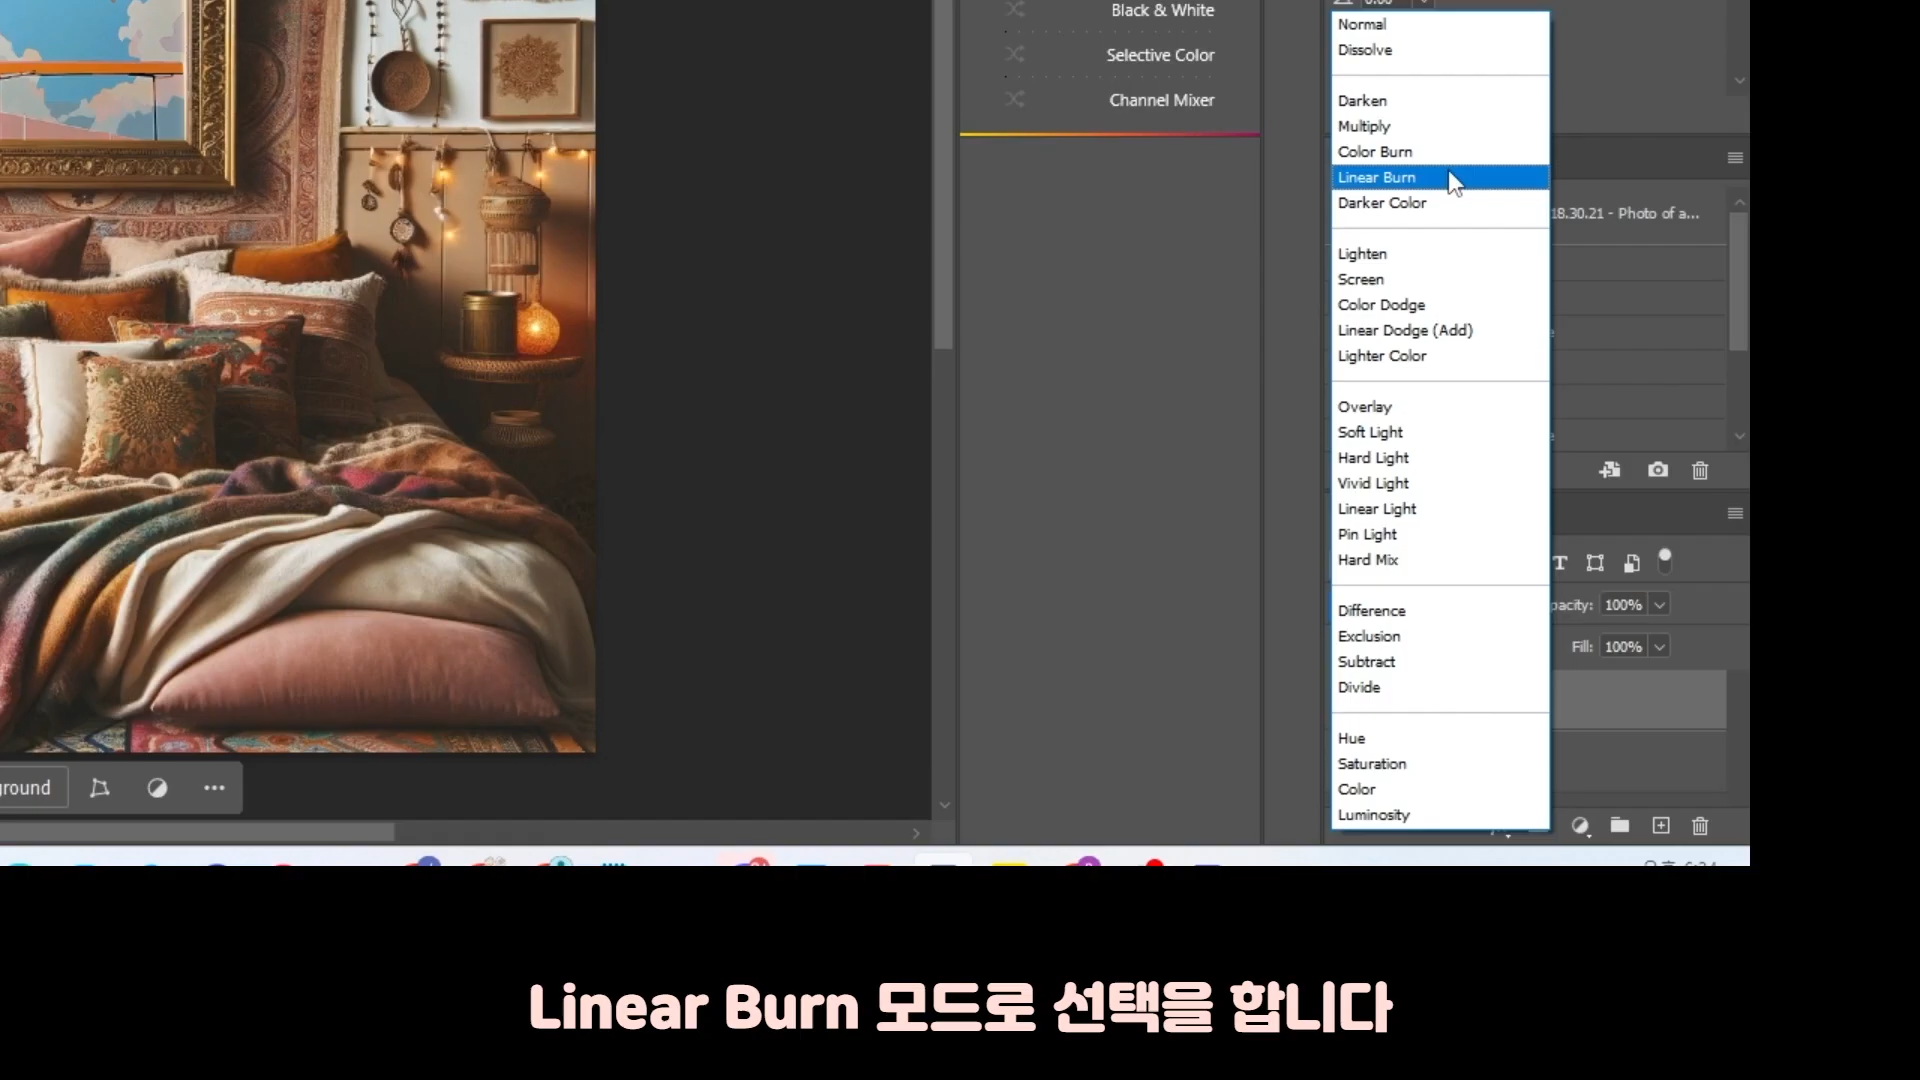 Black & White
Selective Color
Channel Mixer
Normal
Dissolve
Darken
Multiply
Color Burn
Linear Burn
Darker Color
Lighten
Screen
Color Dodge
Linear Dodge (Add)
Lighter Color
Overlay
Soft Light
Hard Light
Vivid Light
Linear Light
Pin Light
Hard Mix
Difference
Exclusion
Subtract
Divide
Hue
Saturation
Color
Luminosity
18.30.21 - Photo of a...
pacity: 100%
Fill: 100%
ground
Linear Burn 모드로 선택을 합니다